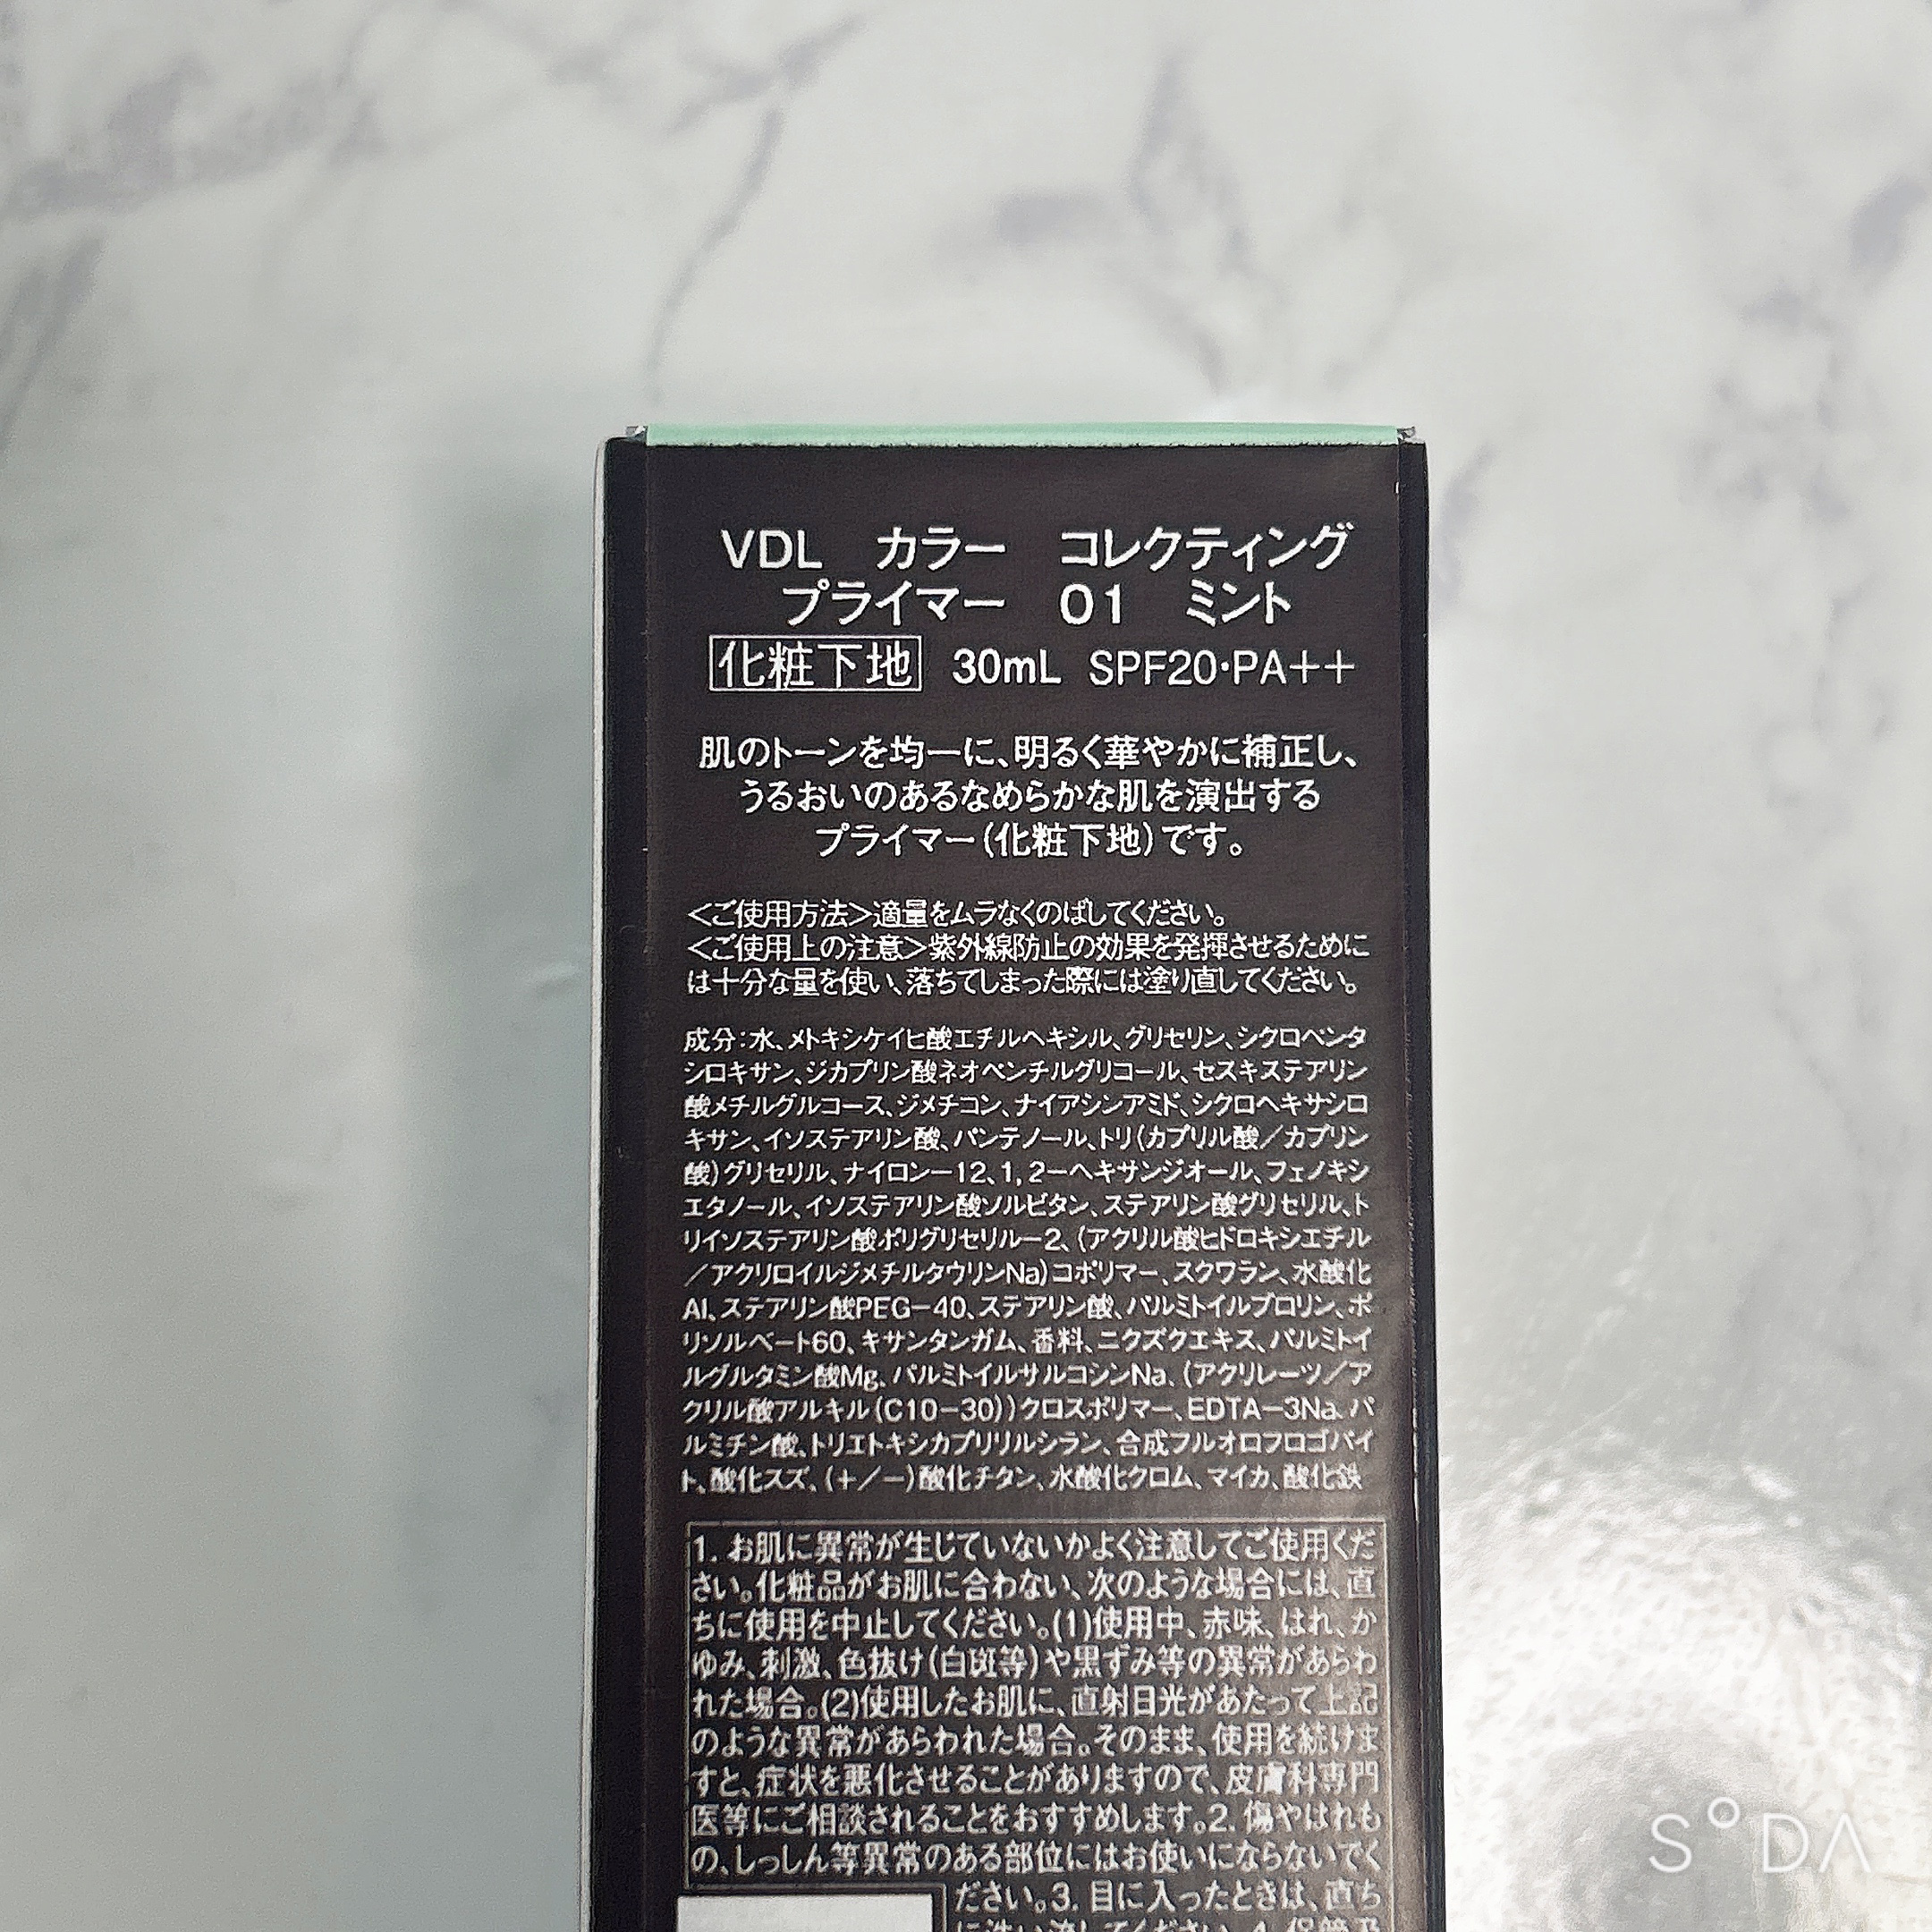 VDL カラー コレクティング
プライマー 01 ミント
化粧下地 30mL SPF20・PA++
肌のトーンを均一に、明るく華やかに補正し、
うるおいのあるなめらかな肌を演出する
プライマー(化粧下地)です。
<ご使用方法>適量をムラなくのばしてください。
<ご使用上の注意>紫外線防止の効果を発揮させるために
は十分な量を使い、落ちてしまった際には塗り直してください。
成分:水、メトキシケイヒ酸エチルヘキシル、グリセリン、シクロペンタ
シロキサン、ジカプリン酸ネオペンチルグリコール、セスキステアリン
酸メチルグルコース、ジメチコン、ナイアシンアミド、シクロヘキサシロ
キサン、イソステアリン酸、パンテノール、トリ(カプリル酸/カプリン
酸)グリセリル、ナイロン-12、1,2-ヘキサンジオール、フェノキシ
エタノール、イソステアリン酸ソルビタン、ステアリン酸グリセリル、ト
リイソステアリン酸ポリグリセリル-2、(アクリル酸ヒドロキシエチル
/アクリロイルジメチルタウリンNa)コポリマー、スクワラン、水酸化
Al、ステアリン酸PEG-40、ステアリン酸、パルミトイルプロリン、ポ
リソルベート60、キサンタンガム、香料、ニクズクエキス、パルミトイ
ルグルタミン酸Mg、パルミトイルサルコシンNa、(アクリレーツ/ア
クリル酸アルキル(C10-30))クロスポリマー、EDTA-3Na、パ
ルミチン酸、トリエトキシカプリリルシラン、合成フルオロフロゴパイ
ト、酸化スズ、(+/-)酸化チタン、水酸化クロム、マイカ、酸化鉄
1. お肌に異常が生じていないかよく注意してご使用くだ
さい。化粧品がお肌に合わない、次のような場合には、直
ちに使用を中止してください。(1)使用中、赤味、はれ、か
ゆみ、刺激、色抜け(白斑等)や黒ずみ等の異常があらわ
れた場合。(2)使用したお肌に、直射日光があたって上記
のような異常があらわれた場合。そのまま、使用を続けま
すと、症状を悪化させることがありますので、皮膚科専門
医等にご相談されることをおすすめします。2. 傷やはれも
の、しっしん等異常のある部位にはお使いにならないでく
ださい。3. 目に入ったときは、直ち
SODA